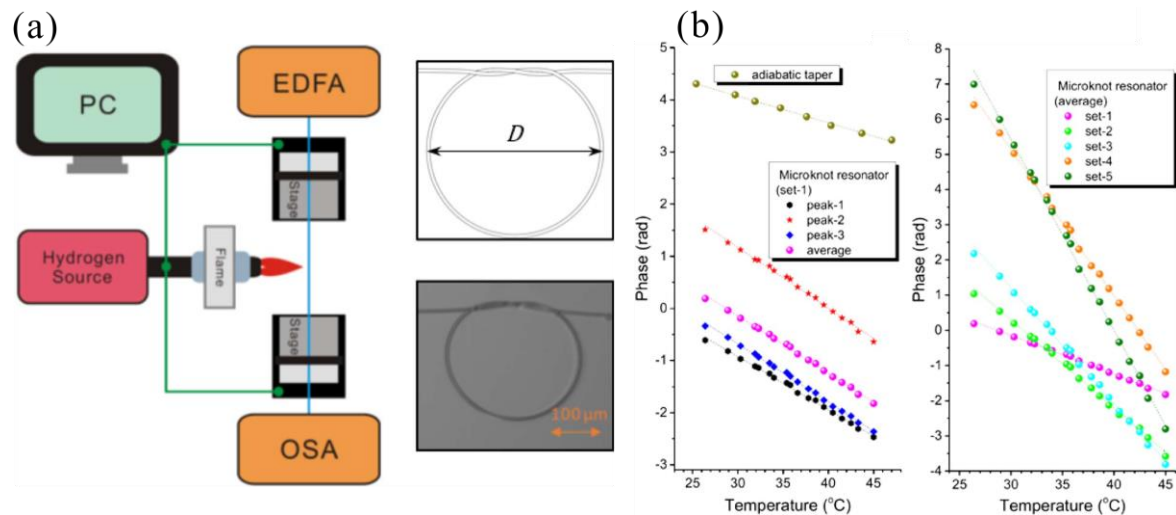 (a)
PC
EDFA
Stage
Hydrogen
Source
Flame
Stage
OSA
D
100 μm
(b)
Phase (rad)
5
4
3
2
1
0
-1
-2
-3
adiabatic taper
Microknot resonator
(set-1)
peak-1
peak-2
peak-3
average
25 30 35 40 45
Temperature (°C)
Phase (rad)
8
7
6
5
4
3
2
1
0
-1
-2
-3
-4
Microknot resonator
(average)
set-1
set-2
set-3
set-4
set-5
25 30 35 40 45
Temperature (°C)